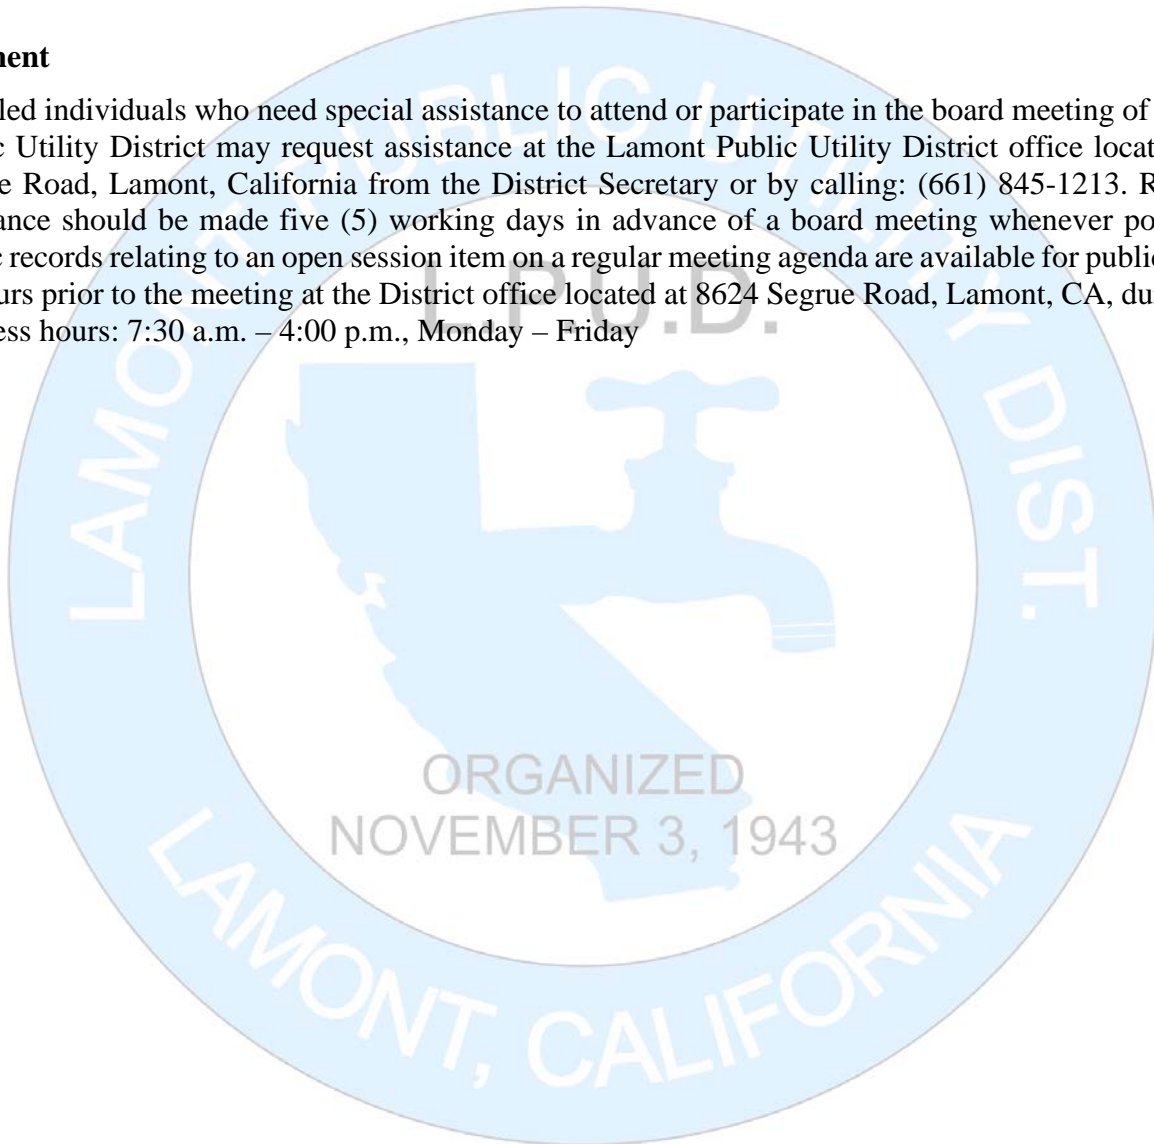 ment
led individuals who need special assistance to attend or participate in the board meeting of
c Utility District may request assistance at the Lamont Public Utility District office locat
e Road, Lamont, California from the District Secretary or by calling: (661) 845-1213. R
ance should be made five (5) working days in advance of a board meeting whenever po
c records relating to an open session item on a regular meeting agenda are available for public
urs prior to the meeting at the District office located at 8624 Segrue Road, Lamont, CA, du
ess hours: 7:30 a.m. – 4:00 p.m., Monday – Friday
LAMONT PUBLIC UTILITY DIST.
L.P.U.D.
ORGANIZED
NOVEMBER 3, 1943
LAMONT, CALIFORNIA